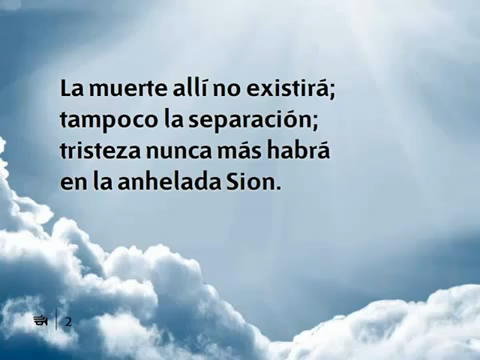 La muerte allí no existirá;
tampoco la separación;
tristeza nunca más habrá
en la anhelada Sion.
2